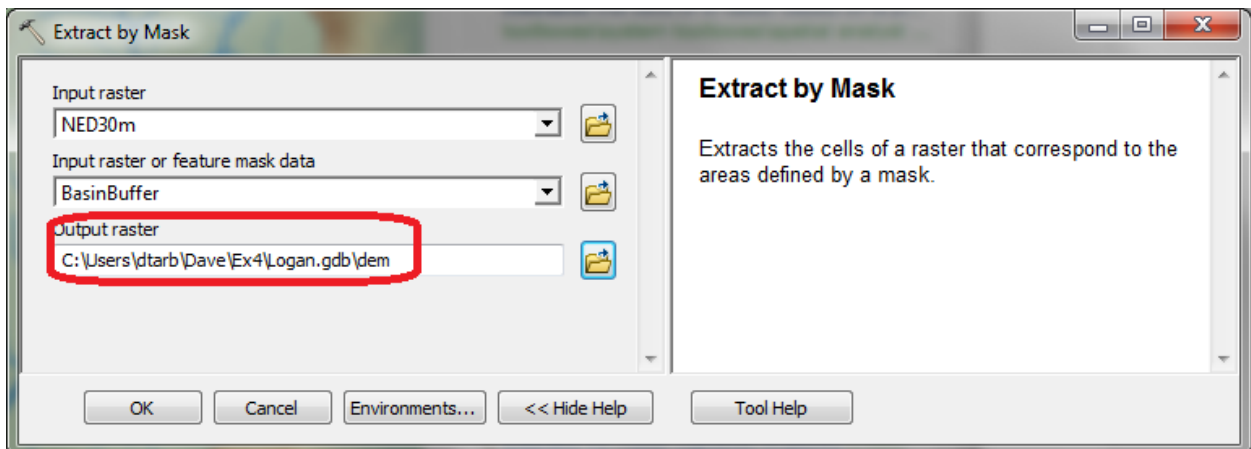 Extract by Mask
Input raster
NED30m
Input raster or feature mask data
BasinBuffer
Output raster
C:\Users\dtarb\Dave\Ex4\Logan.gdb\dem
Extract by Mask
Extracts the cells of a raster that correspond to the
areas defined by a mask.
OK
Cancel
Environments...
<< Hide Help
Tool Help